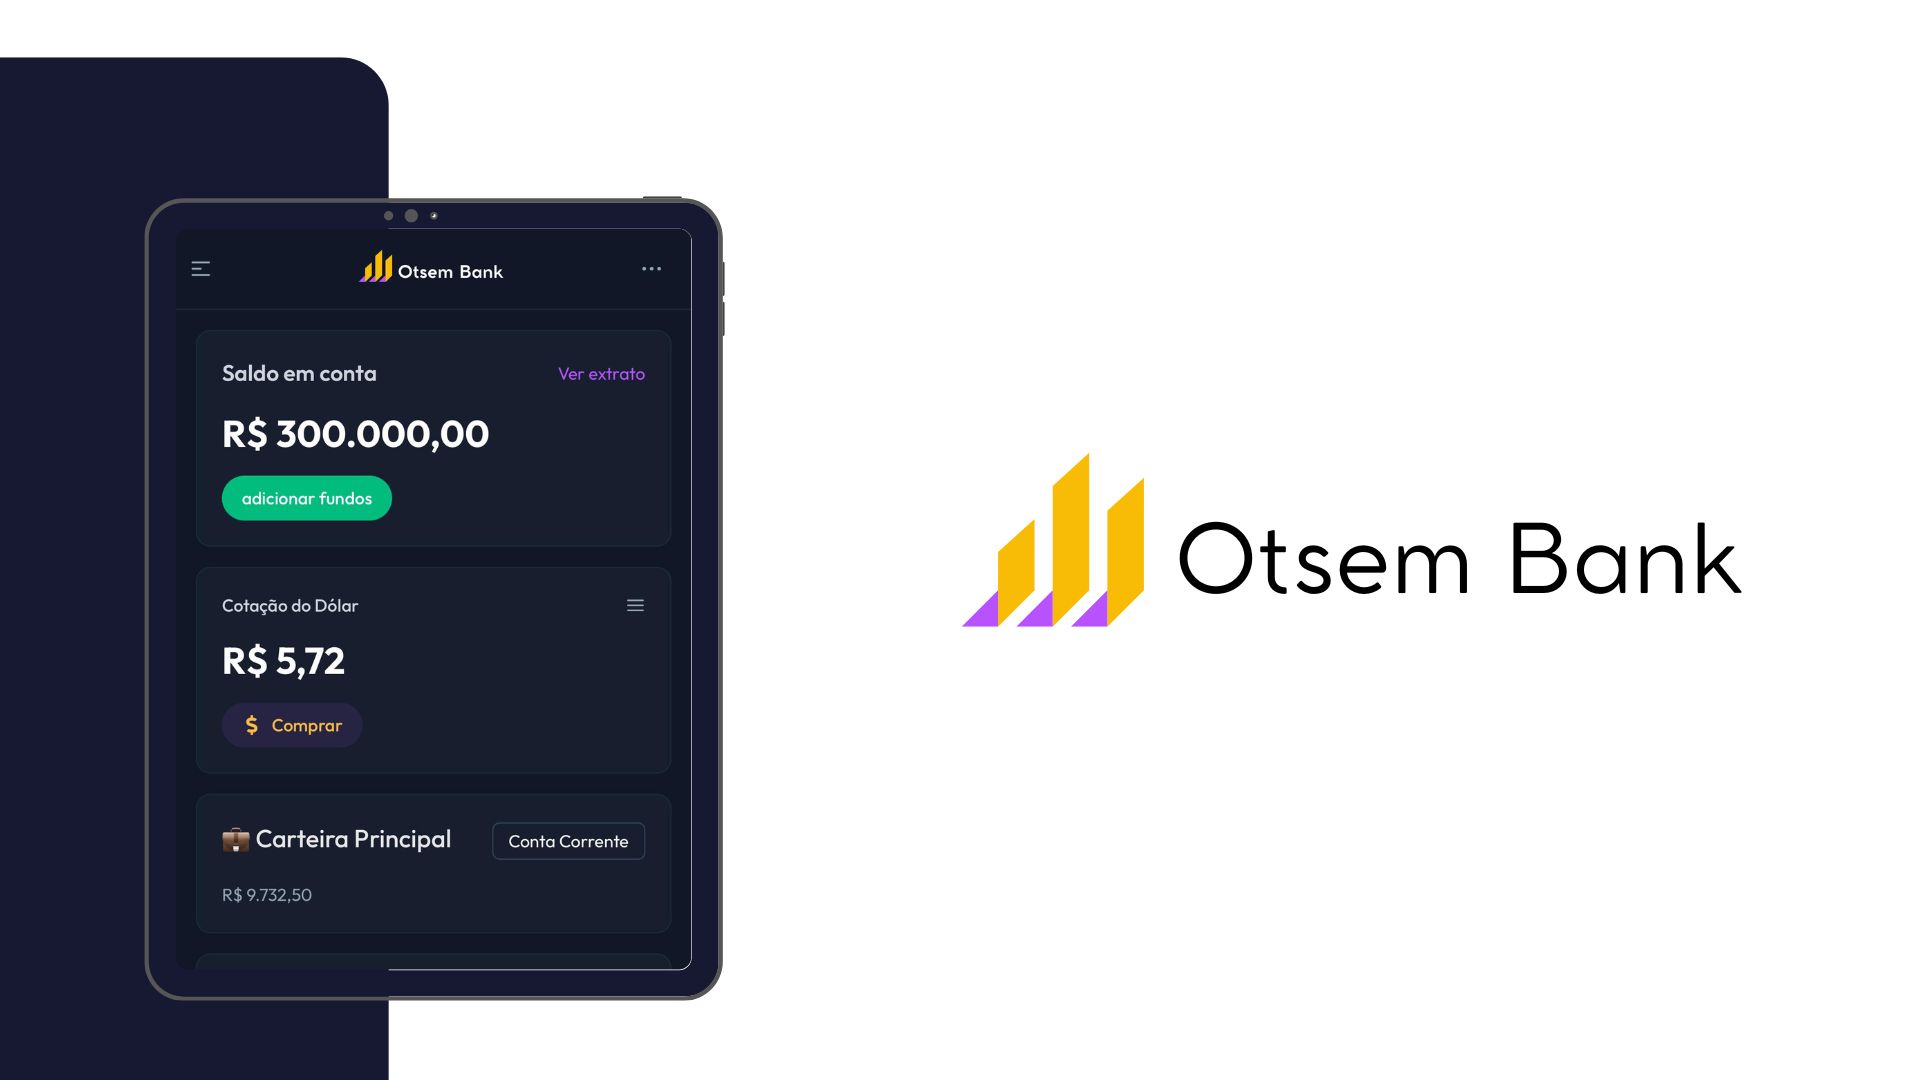 Otsem Bank
Saldo em conta
Ver extrato
R$ 300.000,00
adicionar fundos
Cotação do Dólar
R$ 5,72
$ Comprar
Carteira Principal
Conta Corrente
R$ 9.732,50
Otsem Bank